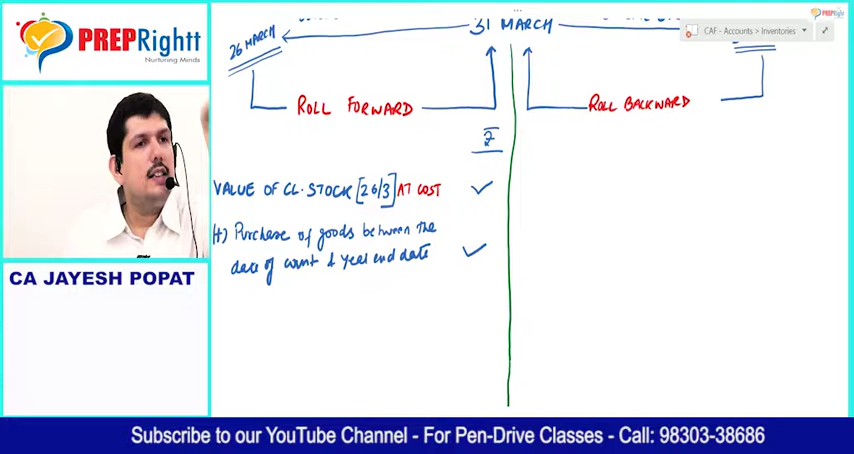 PREPRightt
Nurturing Minds
31 MARCH
26 MARCH
CAF - Accounts > Inventories
PREPRightt
ROLL FORWARD
ROLL BACKWARD
₹
VALUE OF CL. STOCK [26/3] AT COST
(+) Purchase of goods between the
date of count & year end date
CA JAYESH POPAT
Subscribe to our YouTube Channel - For Pen-Drive Classes - Call: 98303-38686